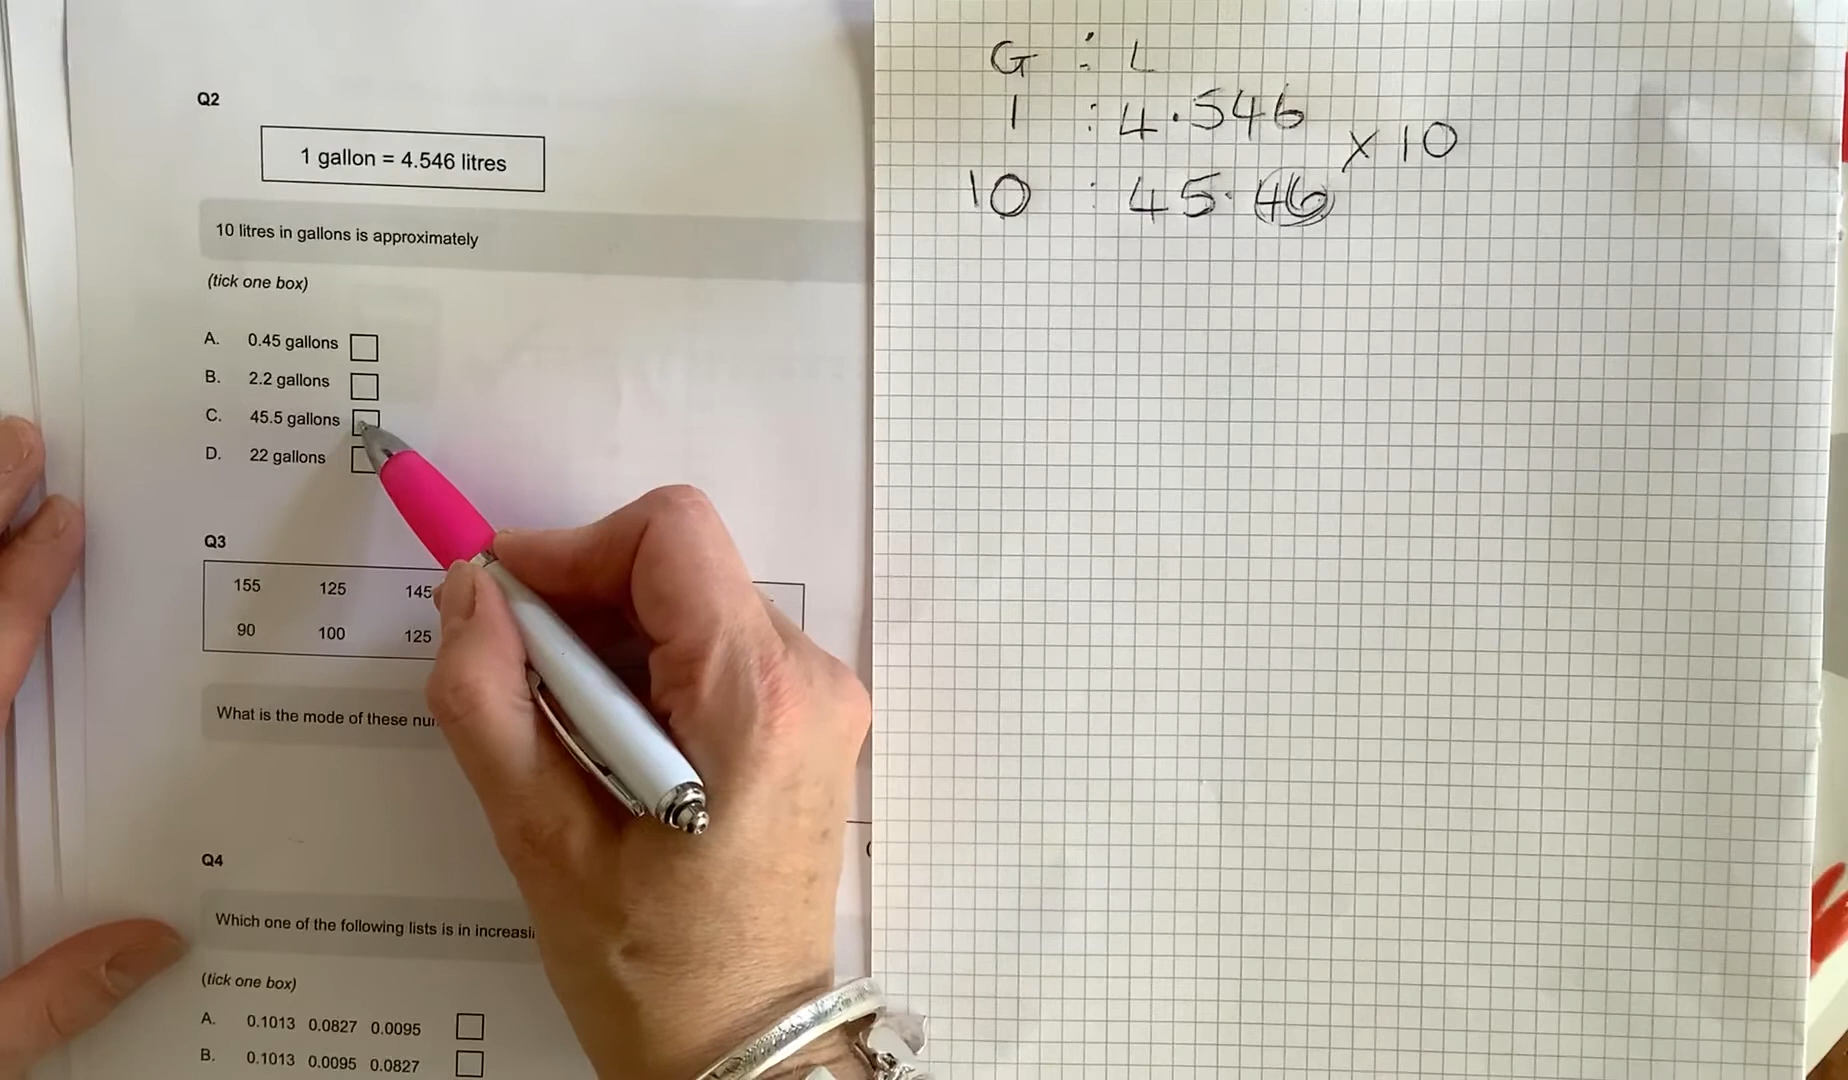 Q2
1 gallon = 4.546 litres
10 litres in gallons is approximately
(tick one box)
A. 0.45 gallons
B. 2.2 gallons
C. 45.5 gallons
D. 22 gallons
Q3
155 125 145
90 100 125
What is the mode of these
Q4
Which one of the following lists is in
(tick one box)
A. 0.1013 0.0827 0.0095
B. 0.1013 0.0095 0.0827
G : L
1 : 4.546
x 10
10 : 45.46